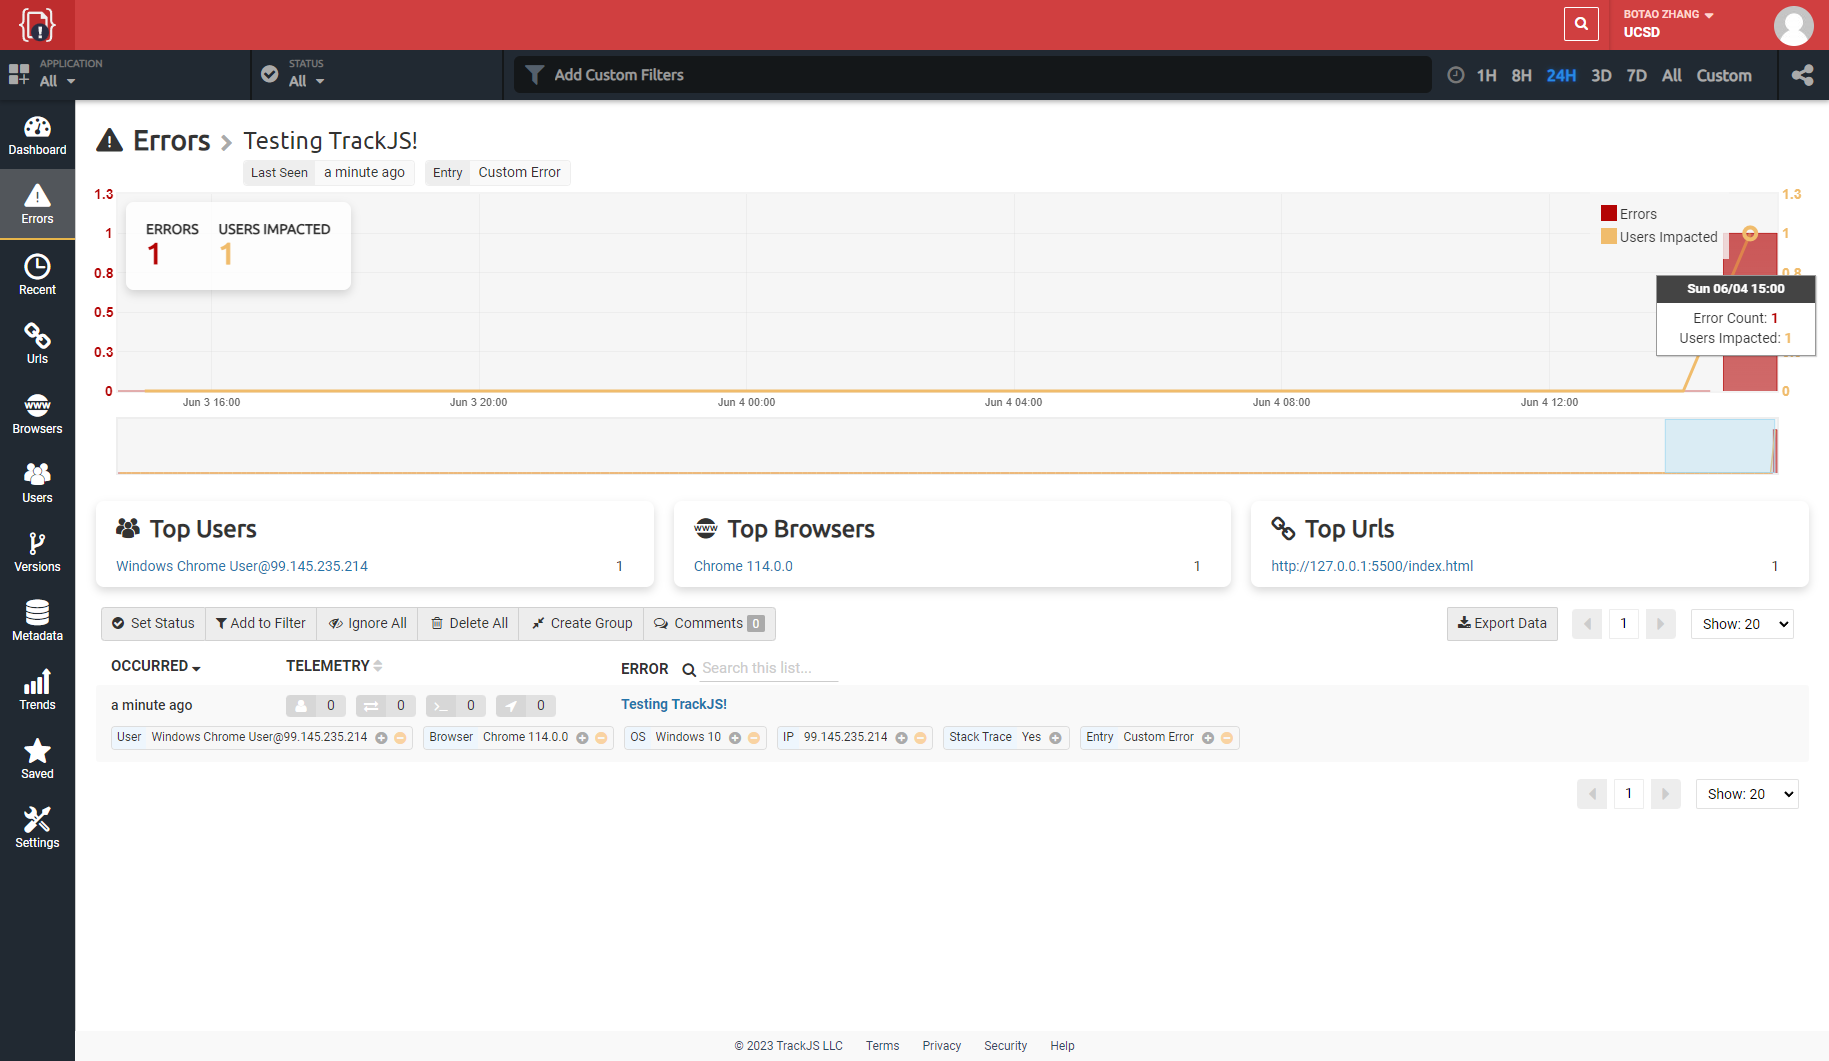 BOTAO ZHANG
UCSD
APPLICATION
All
STATUS
All
Add Custom Filters
1H 8H 24H 3D 7D All Custom
Dashboard
Errors
Recent
Urls
WWW
Browsers
Users
Versions
Metadata
Trends
Saved
Settings
Errors > Testing TrackJS!
Last Seen a minute ago Entry Custom Error
1.3
1
0.8
0.5
0.3
0
ERRORS USERS IMPACTED
1 1
Errors
Users Impacted
1.3
1
0.8
0
Sun 06/04 15:00
Error Count: 1
Users Impacted: 1
Jun 3 16:00 Jun 3 20:00 Jun 4 00:00 Jun 4 04:00 Jun 4 08:00 Jun 4 12:00
Top Users
Windows Chrome User@99.145.235.214 1
WWW Top Browsers
Chrome 114.0.0 1
Top Urls
http://127.0.0.1:5500/index.html 1
Set Status Add to Filter Ignore All Delete All Create Group Comments 0 Export Data 1 Show: 20
OCCURRED TELEMETRY ERROR Search this list...
a minute ago 0 0 0 0 Testing TrackJS!
User Windows Chrome User@99.145.235.214 Browser Chrome 114.0.0 OS Windows 10 IP 99.145.235.214 Stack Trace Yes Entry Custom Error
1 Show: 20
© 2023 TrackJS LLC Terms Privacy Security Help